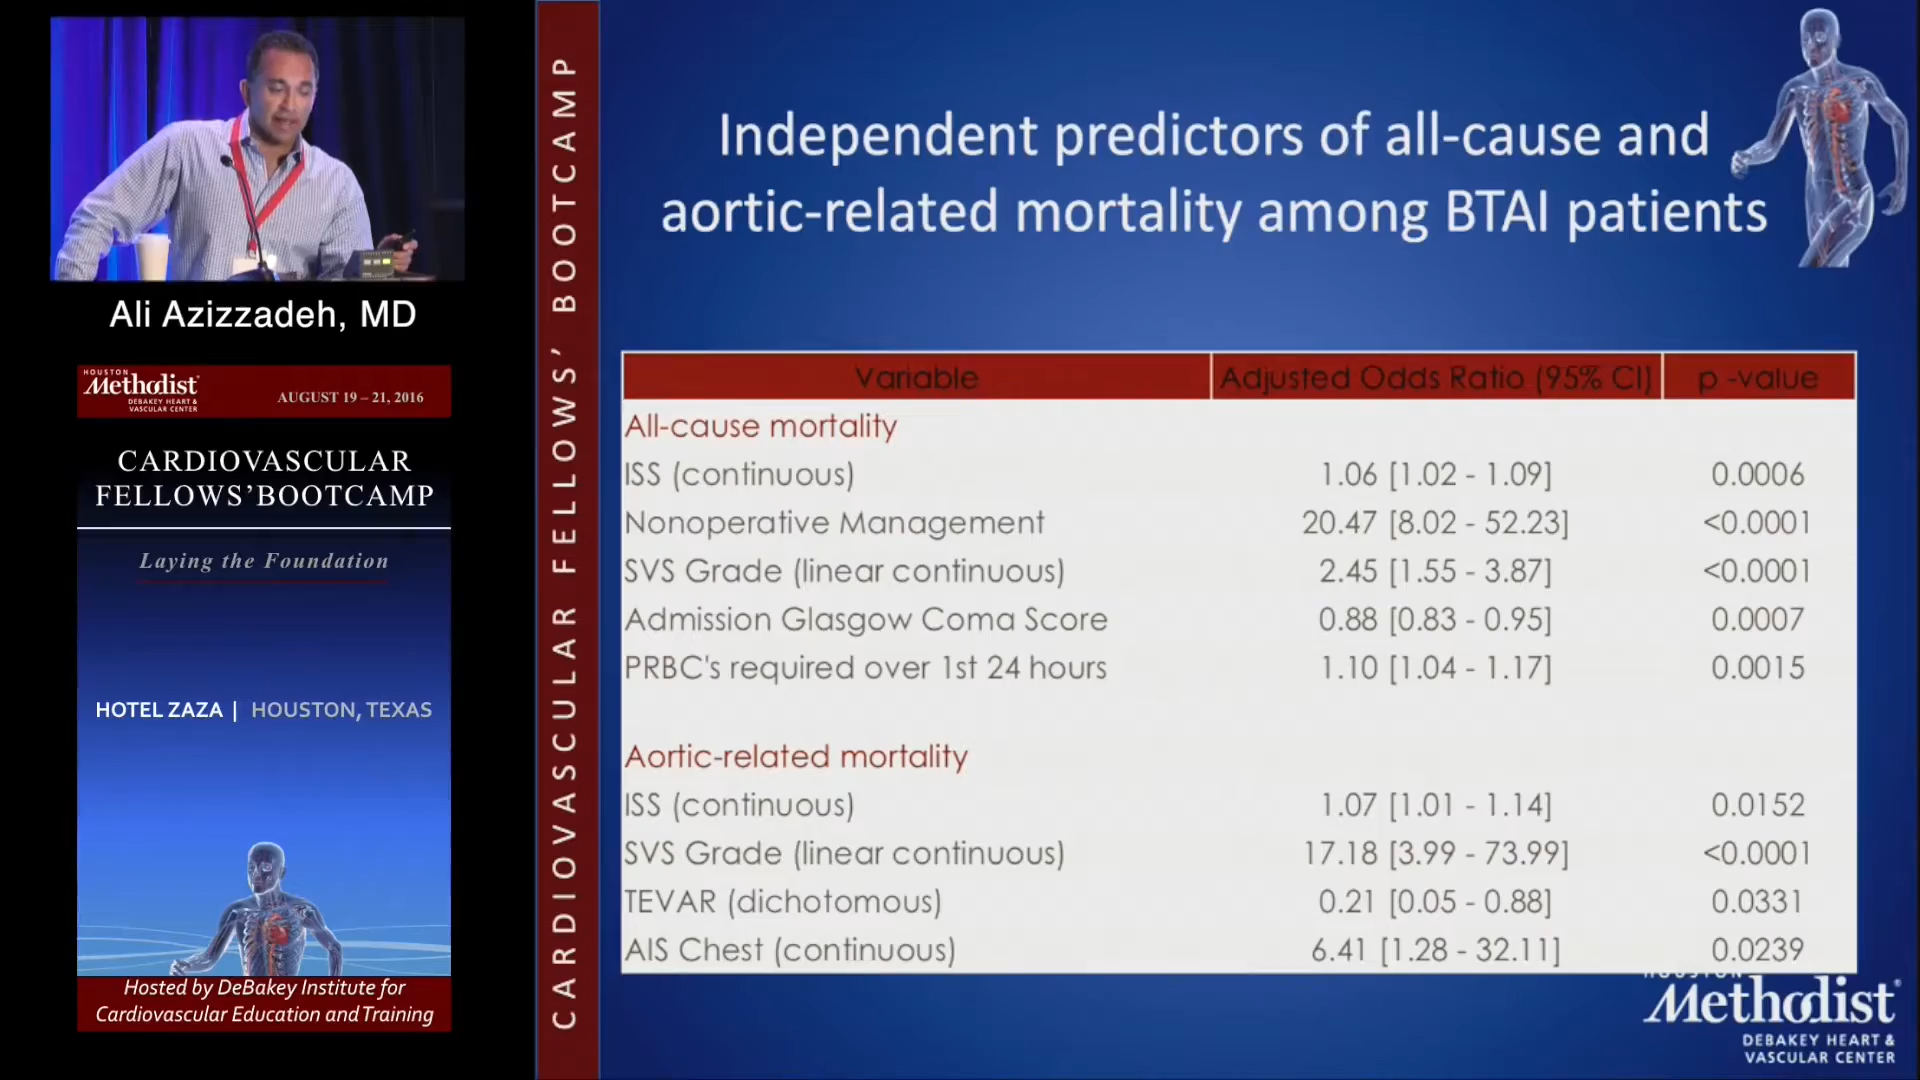 Ali Azizzadeh, MD
HOUSTON
Methodist
DEBAKEY HEART &
VASCULAR CENTER
AUGUST 19 – 21, 2016
CARDIOVASCULAR
FELLOWS’BOOTCAMP
Laying the Foundation
HOTEL ZAZA | HOUSTON, TEXAS
Hosted by DeBakey Institute for
Cardiovascular Education and Training
CARDIOVASCULAR FELLOWS’ BOOTCAMP
Independent predictors of all-cause and
aortic-related mortality among BTAI patients
Variable Adjusted Odds Ratio (95% CI) p -value
All-cause mortality
ISS (continuous) 1.06 [1.02 - 1.09] 0.0006
Nonoperative Management 20.47 [8.02 - 52.23] <0.0001
SVS Grade (linear continuous) 2.45 [1.55 - 3.87] <0.0001
Admission Glasgow Coma Score 0.88 [0.83 - 0.95] 0.0007
PRBC's required over 1st 24 hours 1.10 [1.04 - 1.17] 0.0015
Aortic-related mortality
ISS (continuous) 1.07 [1.01 - 1.14] 0.0152
SVS Grade (linear continuous) 17.18 [3.99 - 73.99] <0.0001
TEVAR (dichotomous) 0.21 [0.05 - 0.88] 0.0331
AIS Chest (continuous) 6.41 [1.28 - 32.11] 0.0239
HOUSTON
Methodist
DEBAKEY HEART &
VASCULAR CENTER